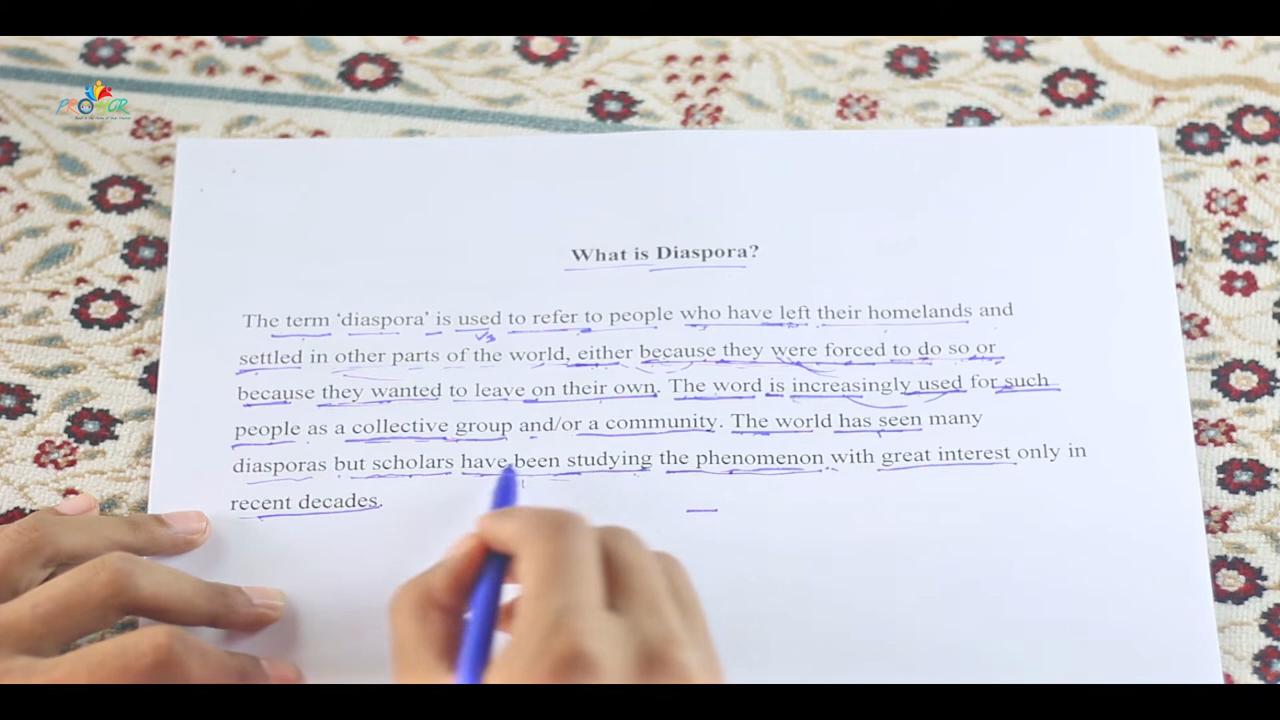 PROMOR
What is Diaspora?
The term ‘diaspora’ is used to refer to people who have left their homelands and
V3
settled in other parts of the world, either because they were forced to do so or
because they wanted to leave on their own. The word is increasingly used for such
people as a collective group and/or a community. The world has seen many
diasporas but scholars have been studying the phenomenon with great interest only in
recent decades.